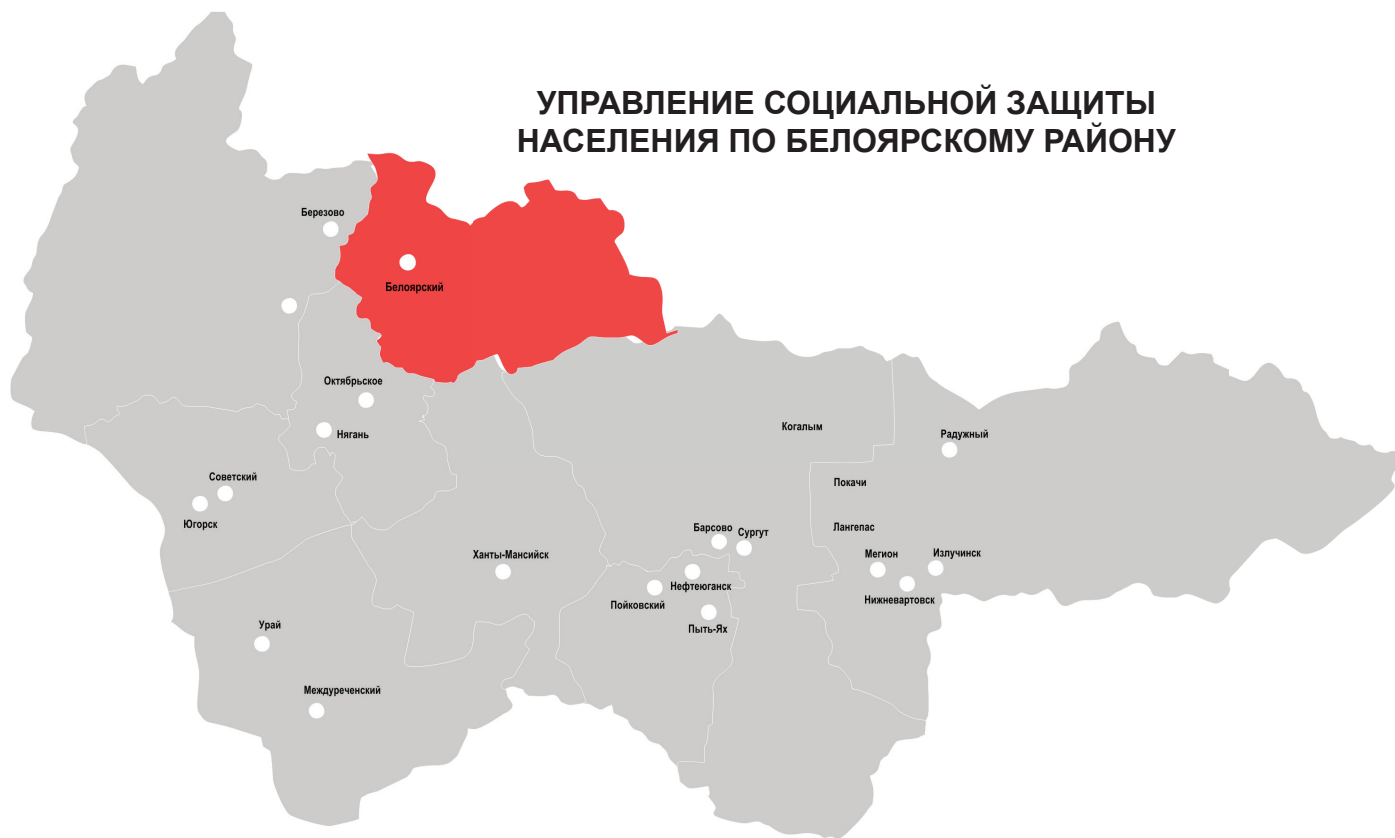 УПРАВЛЕНИЕ СОЦИАЛЬНОЙ ЗАЩИТЫ
НАСЕЛЕНИЯ ПО БЕЛОЯРСКОМУ РАЙОНУ
Березово
Белоярский
Октябрьское
Нягань
Когалым
Радужный
Советский
Покачи
Югорск
Барсово
Сургут
Лангепас
Ханты-Мансийск
Мегион
Излучинск
Нефтеюганск
Пойковский
Нижневартовск
Урай
Пыть-Ях
Междуреченский